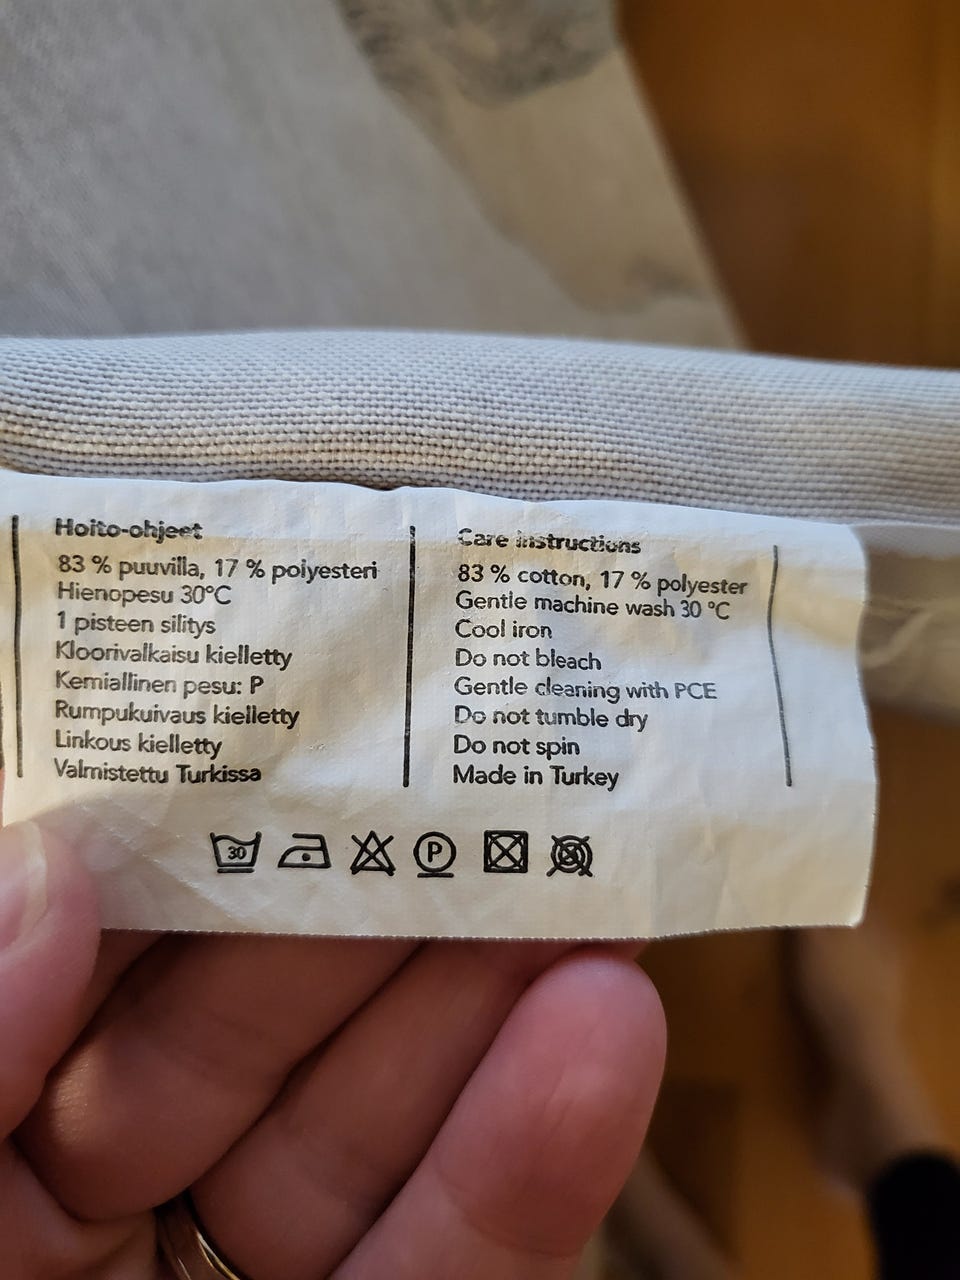 Hoito-ohjeet
83 % puuvilla, 17 % polyesteri
Hienopesu 30°C
1 pisteen silitys
Kloorivalkaisu kielletty
Kemiallinen pesu: P
Rumpukuivaus kielletty
Linkous kielletty
Valmistettu Turkissa
Care instructions
83 % cotton, 17 % polyester
Gentle machine wash 30 °C
Cool iron
Do not bleach
Gentle cleaning with PCE
Do not tumble dry
Do not spin
Made in Turkey
30 P